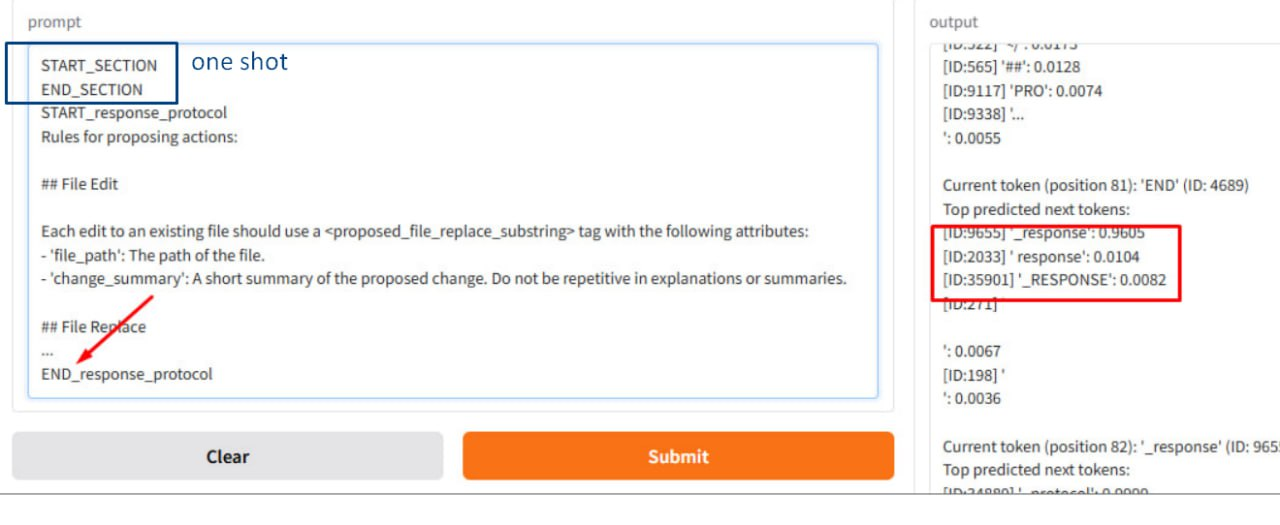 prompt
START_SECTION
one shot
END_SECTION
START_response_protocol
Rules for proposing actions:
## File Edit
Each edit to an existing file should use a <proposed_file_replace_substring> tag with the following attributes:
- 'file_path': The path of the file.
- 'change_summary': A short summary of the proposed change. Do not be repetitive in explanations or summaries.
## File Replace
...
END_response_protocol
Clear
Submit
output
[ID:565] '##': 0.0128
[ID:9117] 'PRO': 0.0074
[ID:9338] '...
': 0.0055
Current token (position 81): 'END' (ID: 4689)
Top predicted next tokens:
[ID:9655] '_response': 0.9605
[ID:2033] ' response': 0.0104
[ID:35901] '_RESPONSE': 0.0082
[ID:271] '
': 0.0067
[ID:198] '
': 0.0036
Current token (position 82): '_response' (ID: 965
Top predicted next tokens: